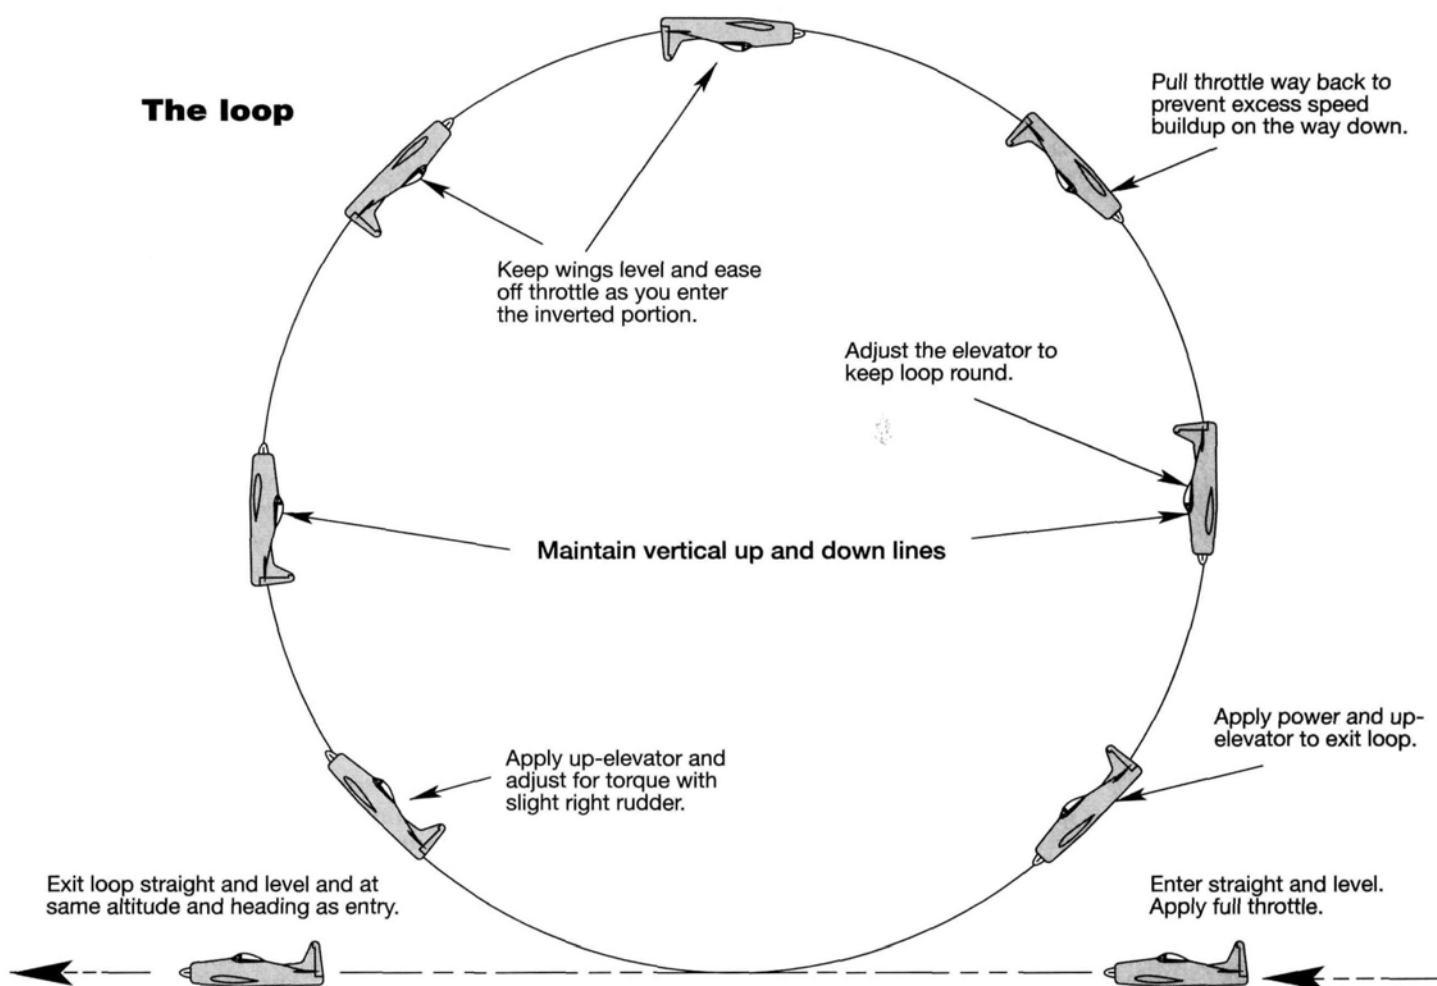 The loop
Pull throttle way back to
prevent excess speed
buildup on the way down.
Keep wings level and ease
off throttle as you enter
the inverted portion.
Adjust the elevator to
keep loop round.
Maintain vertical up and down lines
Apply up-elevator and
adjust for torque with
slight right rudder.
Apply power and up-
elevator to exit loop.
Exit loop straight and level and at
same altitude and heading as entry.
Enter straight and level.
Apply full throttle.